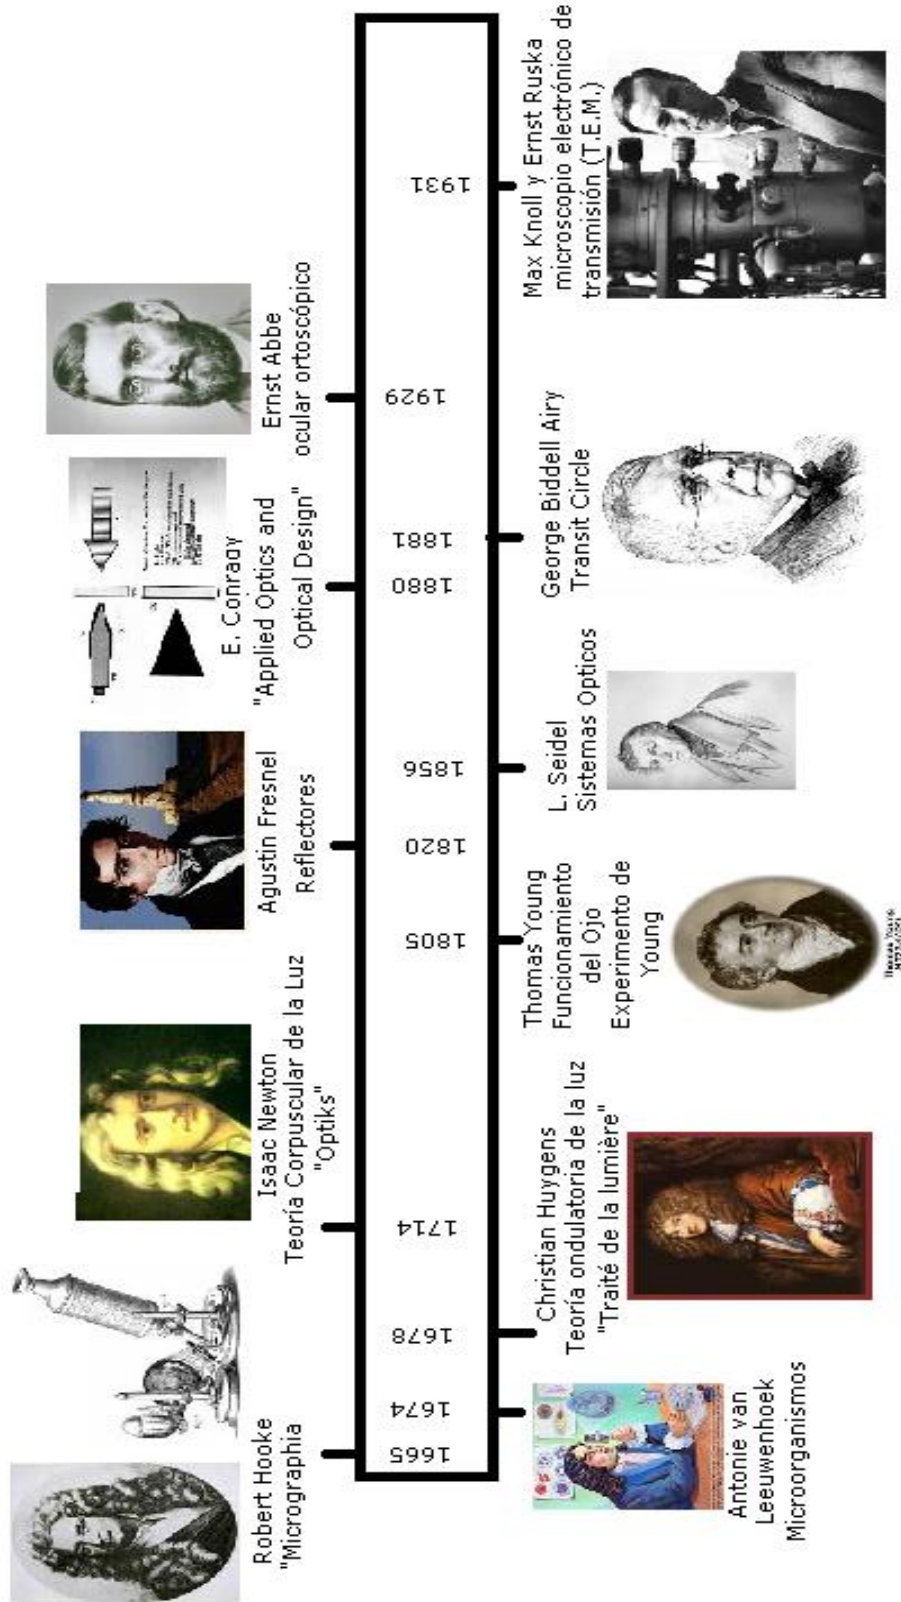 Robert Hooke
"Micrographia
1665
1674
Antonie van
Leeuwenhoek
Microorganismos
1678
Christian Huygens
Teoría ondulatoria de la luz
"Traité de la lumière"
Isaac Newton
Teoría Corpuscular de la Luz
"Optiks"
1714
1805
Thomas Young
Funcionamiento
del Ojo
Experimento de
Young
Agustin Fresnel
Reflectores
1820
1856
L. Seidel
Sistemas Opticos
E. Conrady
"Applied Optics and
Optical Design"
1880
1881
George Biddell Airy
Transit Circle
Ernst Abbe
ocular ortoscópico
1929
1931
Max Knoll y Ernst Ruska
microscopio electrónico de
transmisión (T.E.M.)
Thomas Young